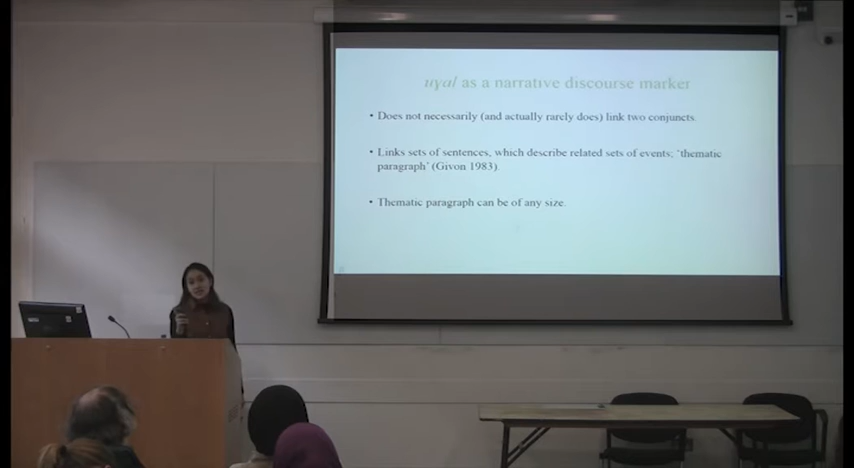 uɣal as a narrative discourse marker
• Does not necessarily (and actually rarely does) link two conjuncts.
• Links sets of sentences, which describe related sets of events; ‘thematic
paragraph’ (Givon 1983)
• Thematic paragraph can be of any size.